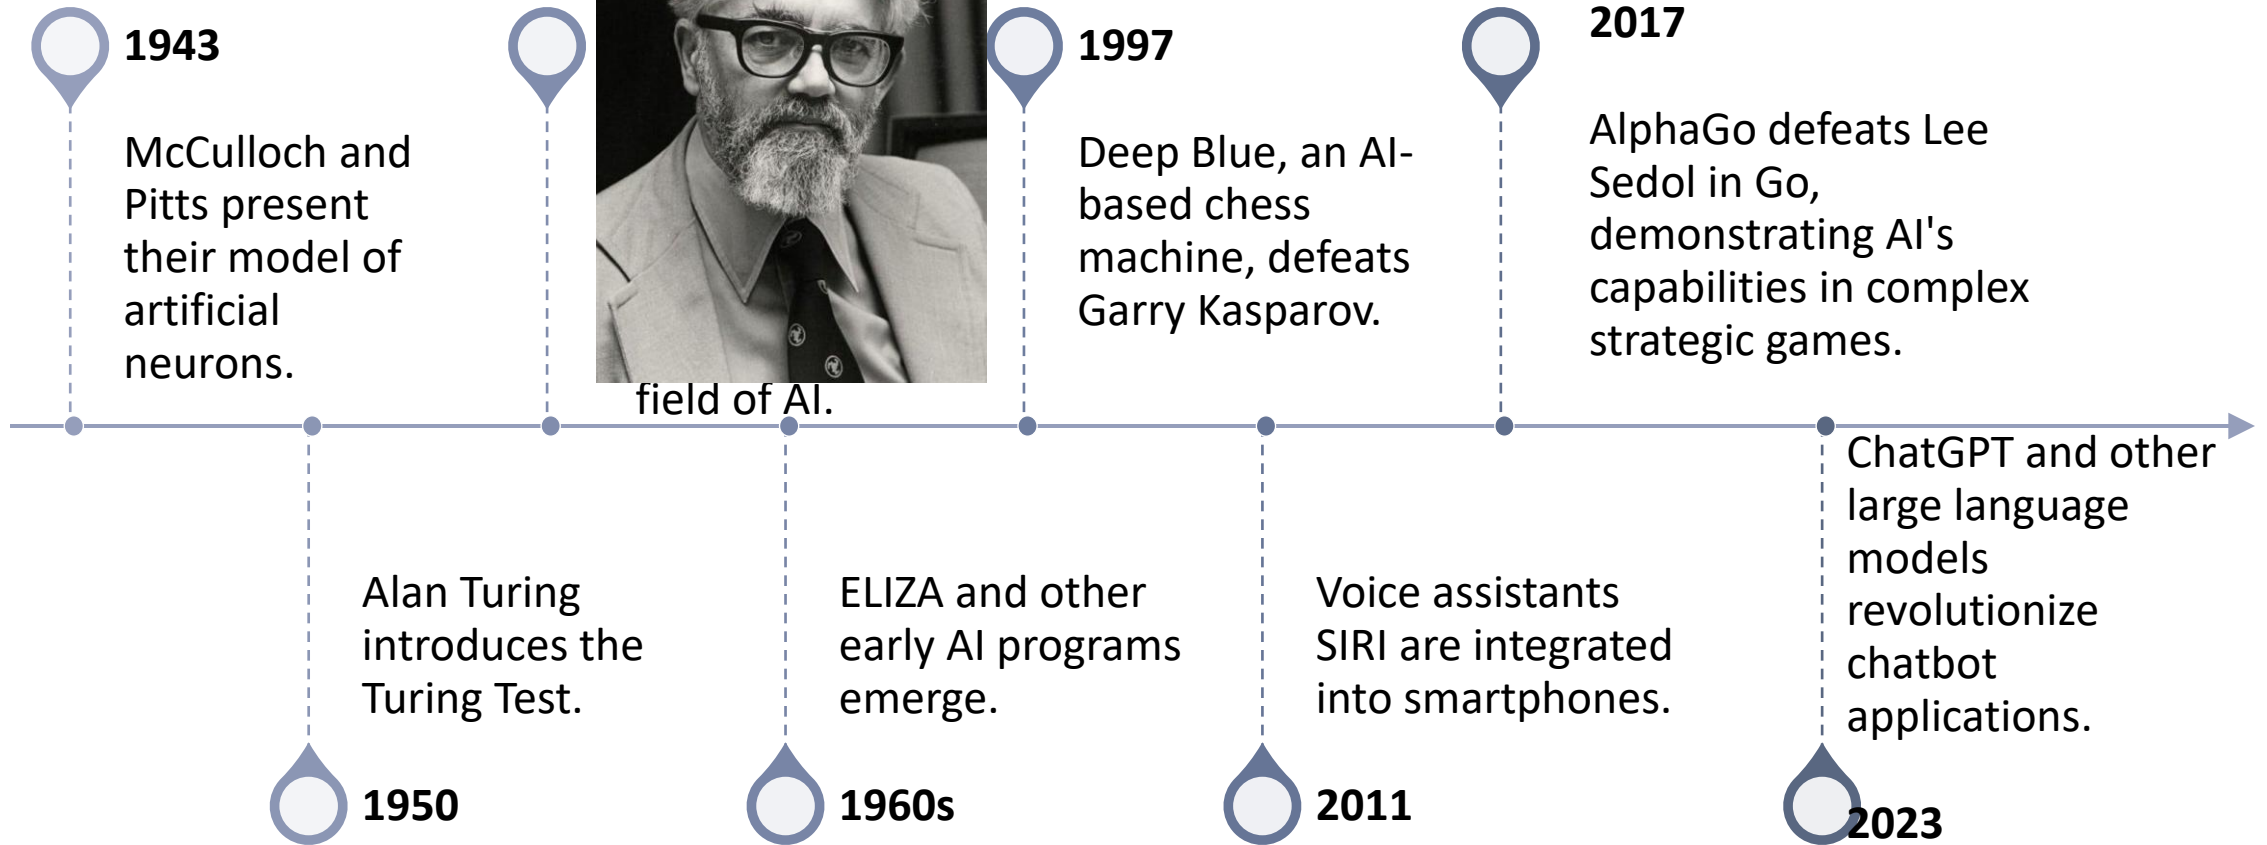 1943
McCulloch and
Pitts present
their model of
artificial
neurons.
field of AI.
1997
Deep Blue, an AI-
based chess
machine, defeats
Garry Kasparov.
2017
AlphaGo defeats Lee
Sedol in Go,
demonstrating AI's
capabilities in complex
strategic games.
Alan Turing
introduces the
Turing Test.
1950
ELIZA and other
early AI programs
emerge.
1960s
Voice assistants
SIRI are integrated
into smartphones.
2011
ChatGPT and other
large language
models
revolutionize
chatbot
applications.
2023